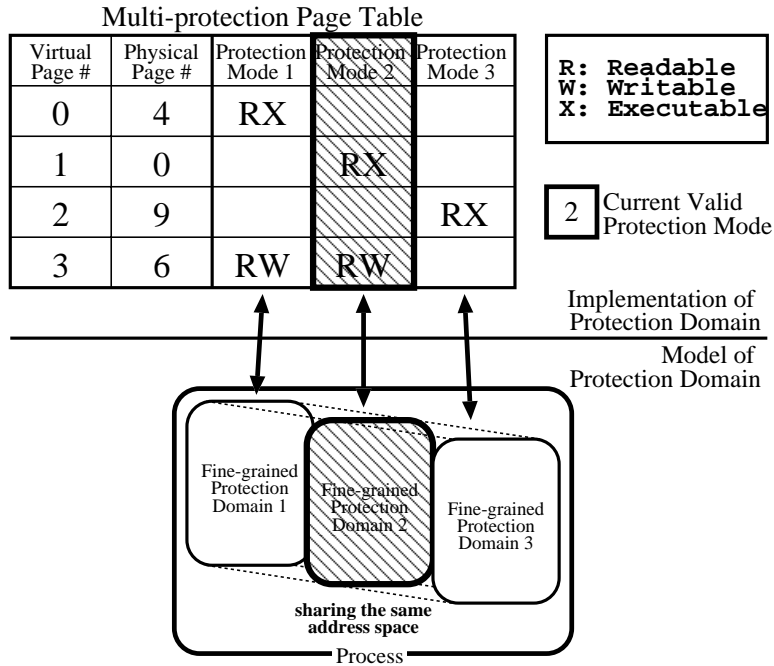 Multi-protection Page Table
Virtual Page # Physical Page # Protection Mode 1 Protection Mode 2 Protection Mode 3
0 4 RX
1 0 RX
2 9 RX
3 6 RW RW
R: Readable
W: Writable
X: Executable
2 Current Valid
Protection Mode
Implementation of
Protection Domain
Model of
Protection Domain
Fine-grained
Protection
Domain 1
Fine-grained
Protection
Domain 2
Fine-grained
Protection
Domain 3
sharing the same
address space
Process